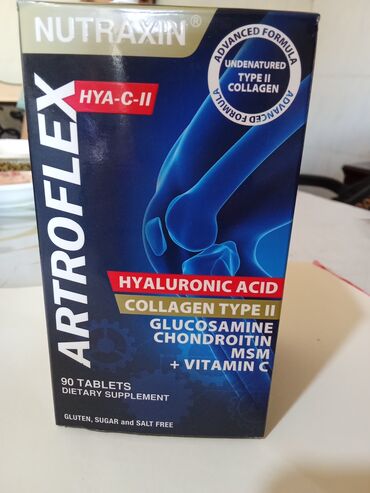 NUTRAXIN®
ADVANCED FORMULA
UNDENATURED
TYPE II
COLLAGEN
ADVANCED FORMULA
HYA-C-II
ARTROFLEX
HYALURONIC ACID
COLLAGEN TYPE II
GLUCOSAMINE
CHONDROITIN
MSM
+ VITAMIN C
90 TABLETS
DIETARY SUPPLEMENT
GLUTEN, SUGAR and SALT FREE